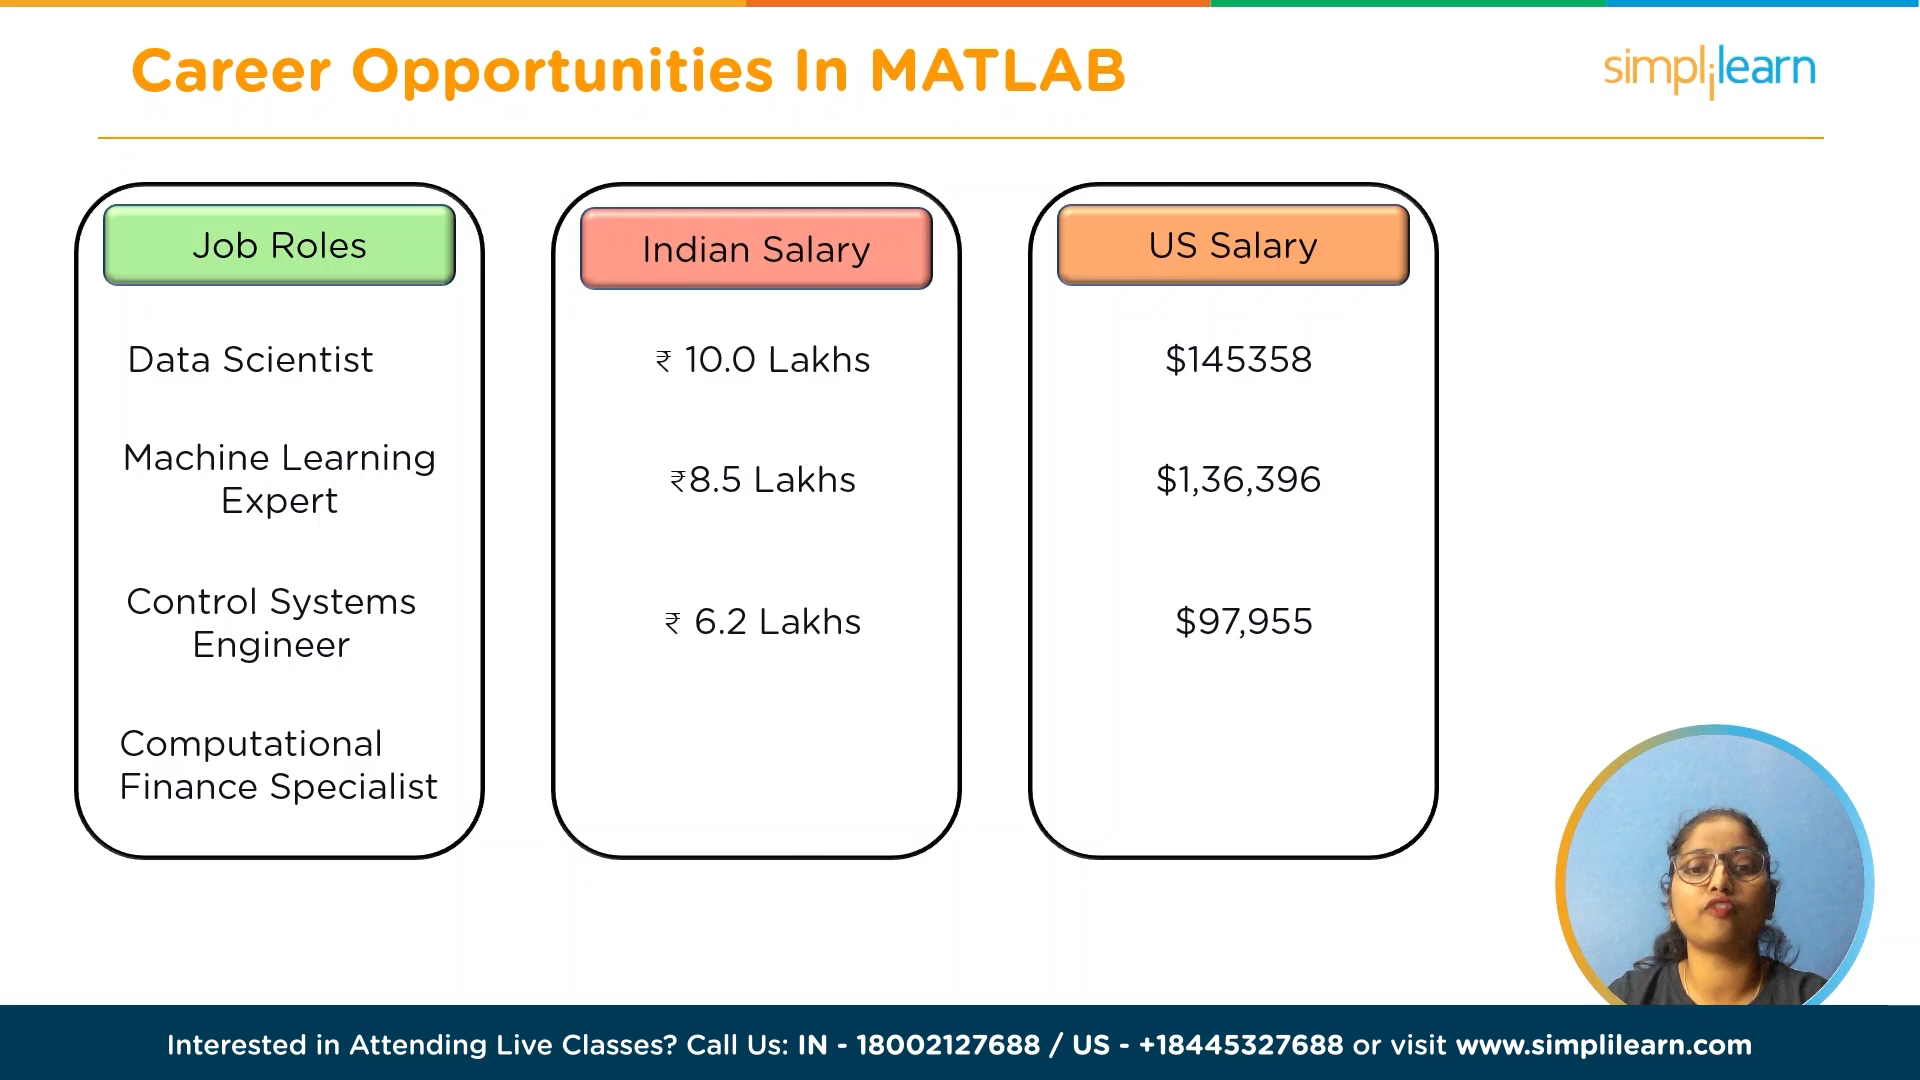 Career Opportunities In MATLAB
simplilearn
Job Roles
Indian Salary
US Salary
Data Scientist
₹ 10.0 Lakhs
$145358
Machine Learning
Expert
₹8.5 Lakhs
$1,36,396
Control Systems
Engineer
₹ 6.2 Lakhs
$97,955
Computational
Finance Specialist
Interested in Attending Live Classes? Call Us: IN - 18002127688 / US - +18445327688 or visit www.simplilearn.com